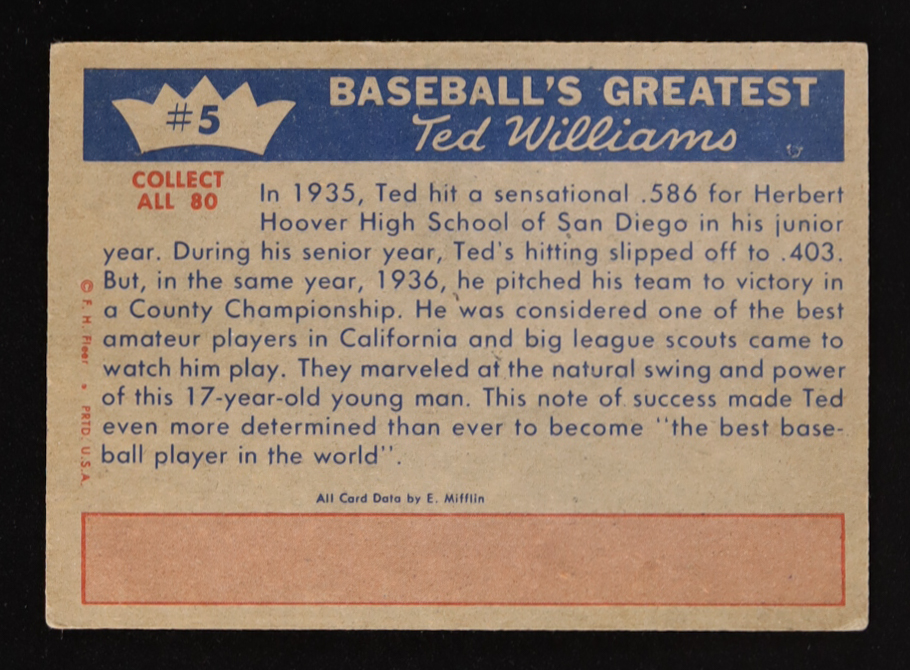 #5
BASEBALL'S GREATEST
Ted Williams
COLLECT
ALL 80
In 1935, Ted hit a sensational .586 for Herbert
Hoover High School of San Diego in his junior
year. During his senior year, Ted's hitting slipped off to .403.
But, in the same year, 1936, he pitched his team to victory in
a County Championship. He was considered one of the best
amateur players in California and big league scouts came to
watch him play. They marveled at the natural swing and power
of this 17-year-old young man. This note of success made Ted
even more determined than ever to become "the best base-
ball player in the world".
© F. H. Fleer • PRTD. U.S.A.
All Card Data by E. Mifflin